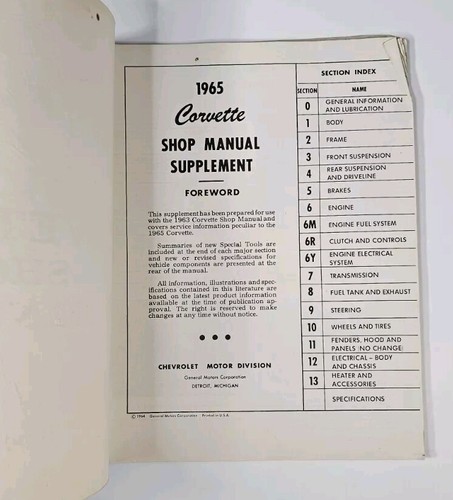 1965
Corvette
SHOP MANUAL
SUPPLEMENT
FOREWORD
This supplement has been prepared for use
with the 1963 Corvette Shop Manual and
covers service information peculiar to the
1965 Corvette.
Summaries of new Special Tools are
included at the end of each major section
and new or revised specifications for
vehicle components are presented at the
rear of the manual.
All information, illustrations and spec-
ifications contained in this literature are
based on the latest product information
available at the time of publication ap-
proval. The right is reserved to make
changes at any time without notice.
CHEVROLET MOTOR DIVISION
General Motors Corporation
DETROIT, MICHIGAN
SECTION INDEX
SECTION NAME
0 GENERAL INFORMATION
AND LUBRICATION
1 BODY
2 FRAME
3 FRONT SUSPENSION
4 REAR SUSPENSION
AND DRIVELINE
5 BRAKES
6 ENGINE
6M ENGINE FUEL SYSTEM
6R CLUTCH AND CONTROLS
6Y ENGINE ELECTRICAL
SYSTEM
7 TRANSMISSION
8 FUEL TANK AND EXHAUST
9 STEERING
10 WHEELS AND TIRES
11 FENDERS, HOOD AND
PANELS (NO CHANGE)
12 ELECTRICAL - BODY
AND CHASSIS
13 HEATER AND
ACCESSORIES
SPECIFICATIONS
© 1964 General Motors Corporation Printed in U.S.A.